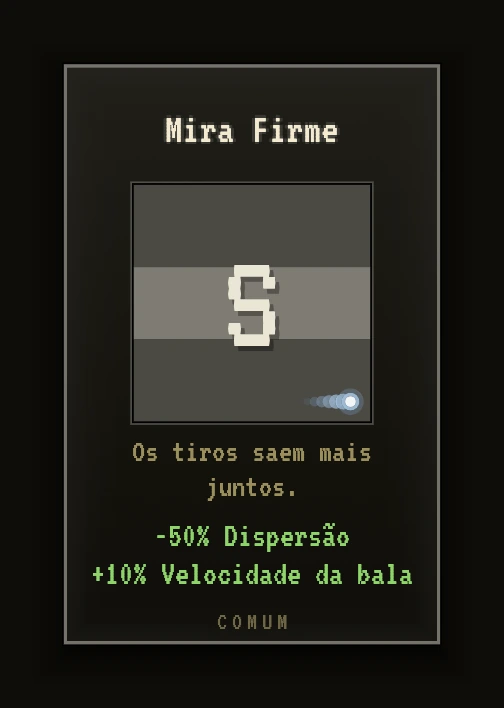 Mira Firme
S
Os tiros saem mais
juntos.
-50% Dispersão
+10% Velocidade da bala
COMUM